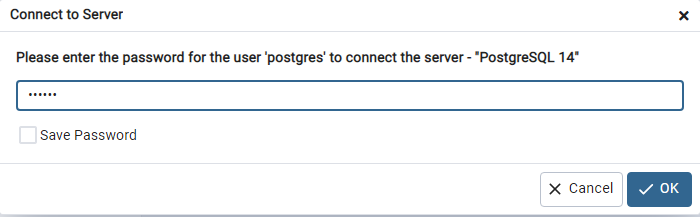 Connect to Server
Please enter the password for the user 'postgres' to connect the server - "PostgreSQL 14"
••••••
Save Password
Cancel
OK